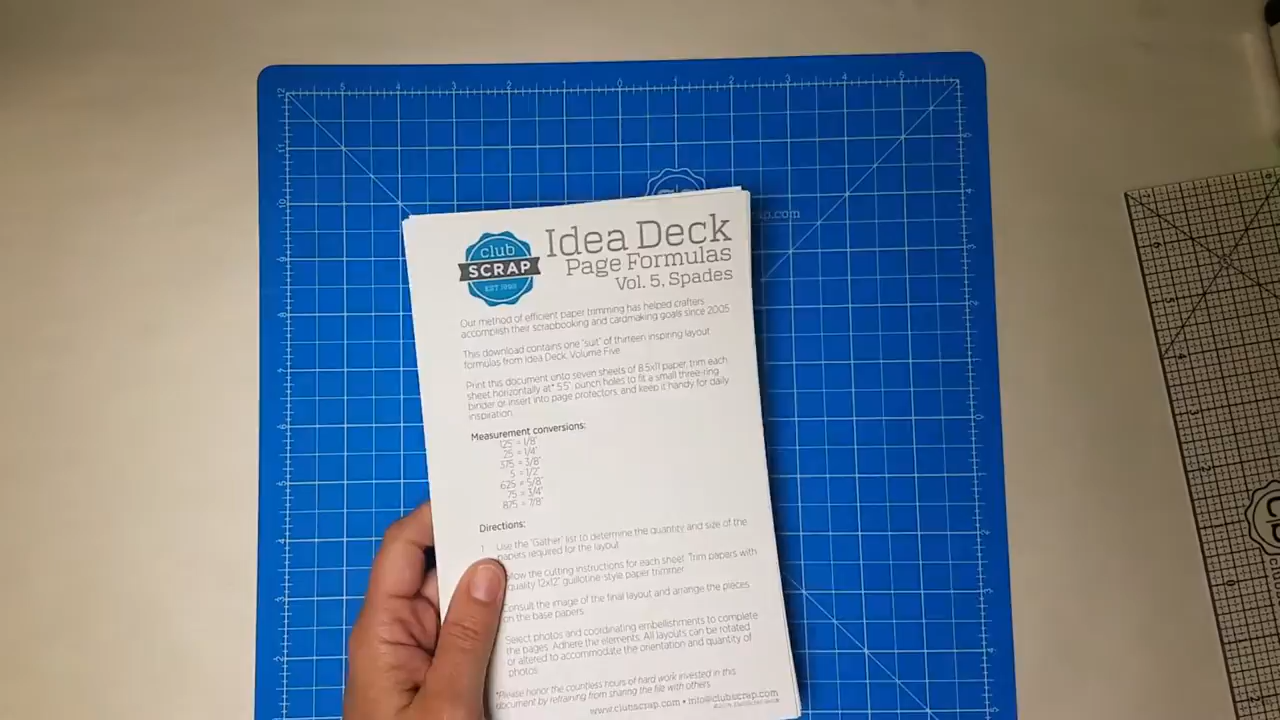 club
SCRAP
EST 1999
Idea Deck
Page Formulas
Vol. 5, Spades
Our method of efficient paper trimming has helped crafters
accomplish their scrapbooking and cardmaking goals since 2005
This download contains one "suit" of thirteen inspiring layout
formulas from Idea Deck, Volume Five
Print this document onto seven sheets of 8.5x11 paper, trim each
sheet horizontally at* 5.5" punch holes to fit a small three-ring
binder or insert into page protectors, and keep it handy for daily
inspiration.
Measurement conversions:
.125" = 1/8"
.25 = 1/4"
.375 = 3/8"
.5 = 1/2"
.625 = 5/8"
.75 = 3/4"
.875 = 7/8"
Directions:
1. Use the "Gather" list to determine the quantity and size of the
papers required for the layout.
follow the cutting instructions for each sheet. Trim papers with
quality 12x12" guillotine-style paper trimmer.
Consult the image of the final layout and arrange the pieces
on the base papers.
Select photos and coordinating embellishments to complete
the pages. Adhere the elements. All layouts can be rotated
or altered to accommodate the orientation and quantity of
photos.
*Please honor the countless hours of hard work invested in this
document by refraining from sharing the file with others.
www.clubscrap.com • info@clubscrap.com
ap.com